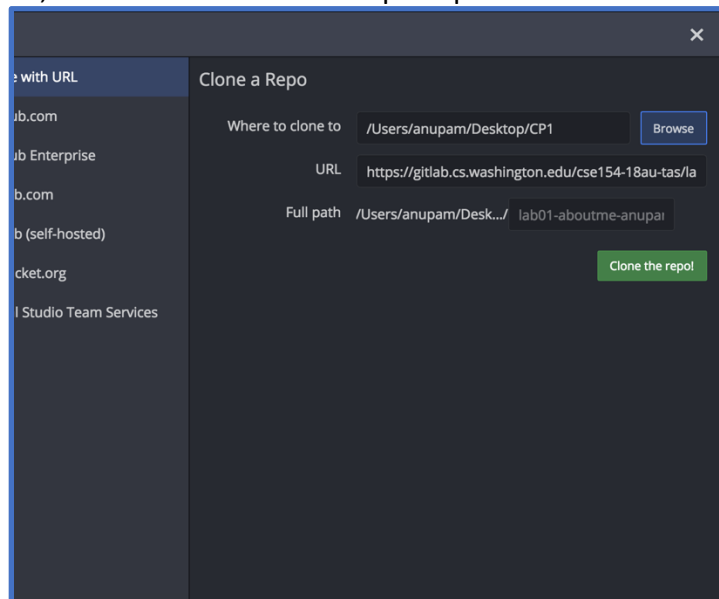 e with URL
ub.com
ub Enterprise
b.com
b (self-hosted)
cket.org
l Studio Team Services
Clone a Repo
Where to clone to /Users/anupam/Desktop/CP1 Browse
URL https://gitlab.cs.washington.edu/cse154-18au-tas/la
Full path /Users/anupam/Desk.../ lab01-aboutme-anupa
Clone the repo!